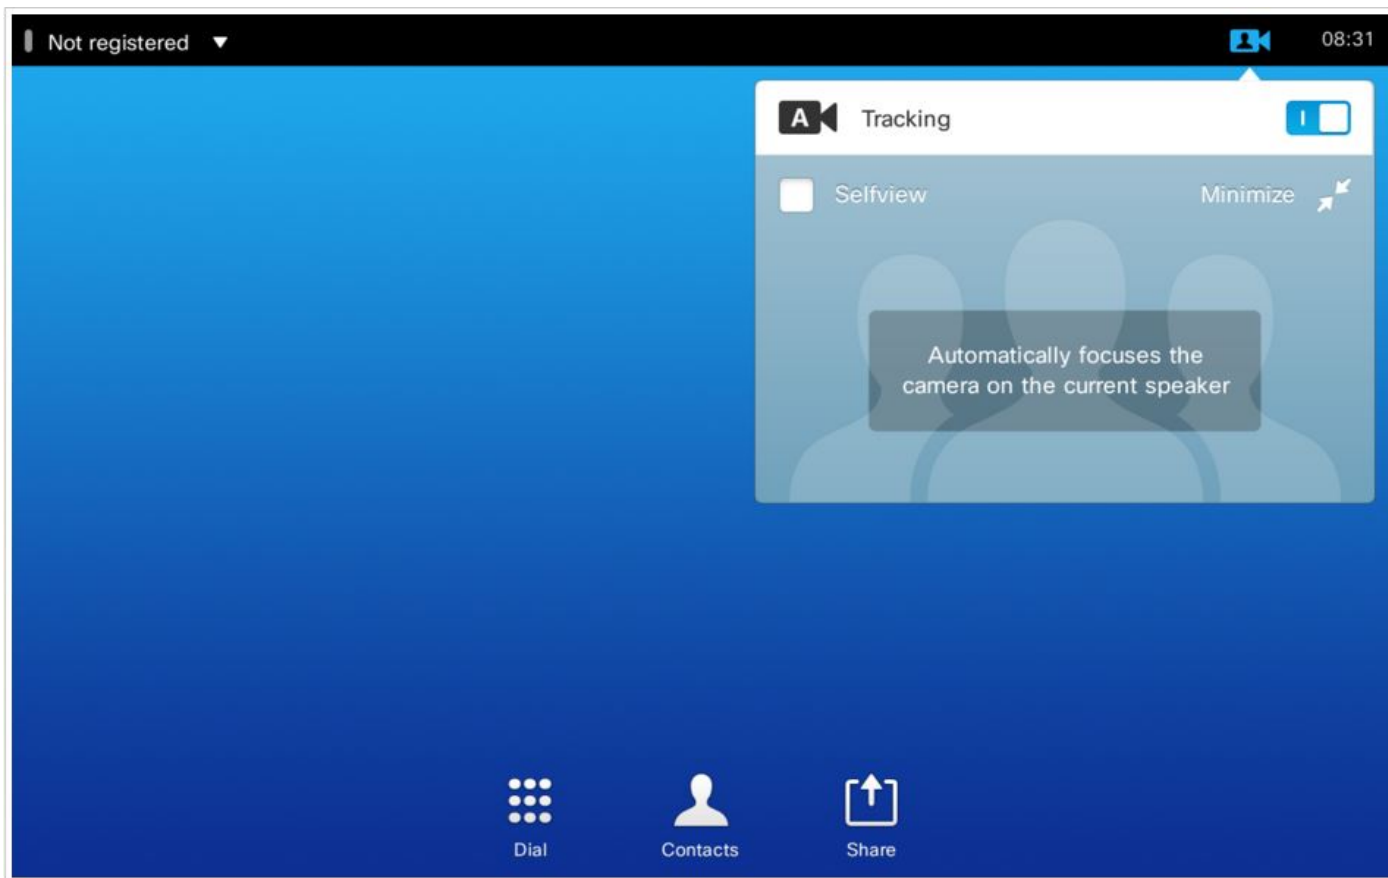 Not registered
08:31
A Tracking
I
Selfview
Minimize
Automatically focuses the
camera on the current speaker
Dial
Contacts
Share